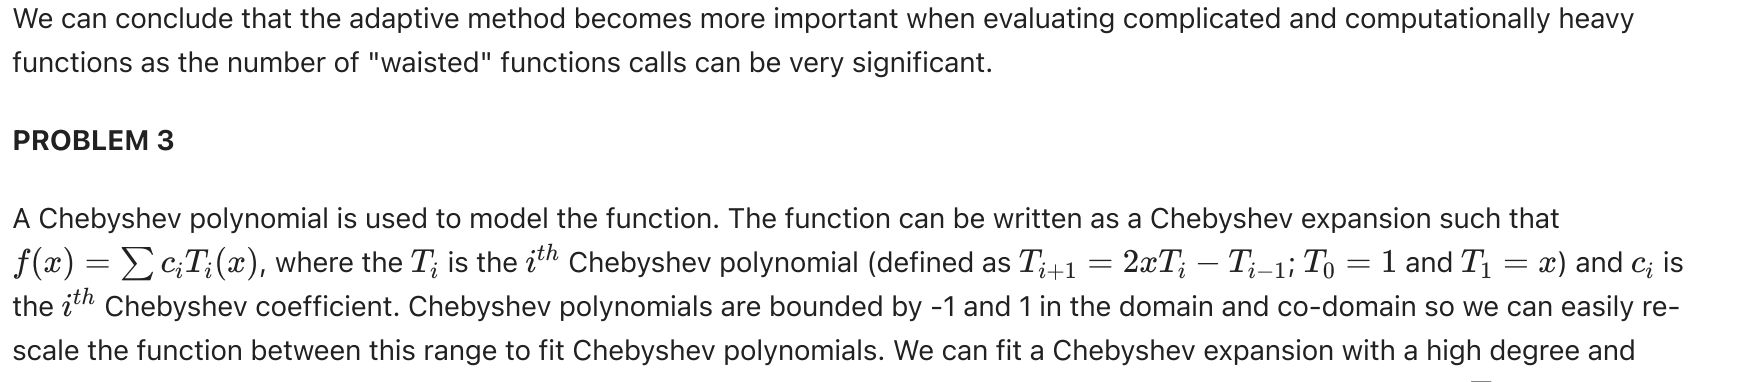 We can conclude that the adaptive method becomes more important when evaluating complicated and computationally heavy
functions as the number of "waisted" functions calls can be very significant.
PROBLEM 3
A Chebyshev polynomial is used to model the function. The function can be written as a Chebyshev expansion such that
f(x) = ∑ cᵢTᵢ(x), where the Tᵢ is the iᵗʰ Chebyshev polynomial (defined as Tᵢ₊₁ = 2xTᵢ − Tᵢ₋₁; T₀ = 1 and T₁ = x) and cᵢ is
the iᵗʰ Chebyshev coefficient. Chebyshev polynomials are bounded by -1 and 1 in the domain and co-domain so we can easily re-
scale the function between this range to fit Chebyshev polynomials. We can fit a Chebyshev expansion with a high degree and